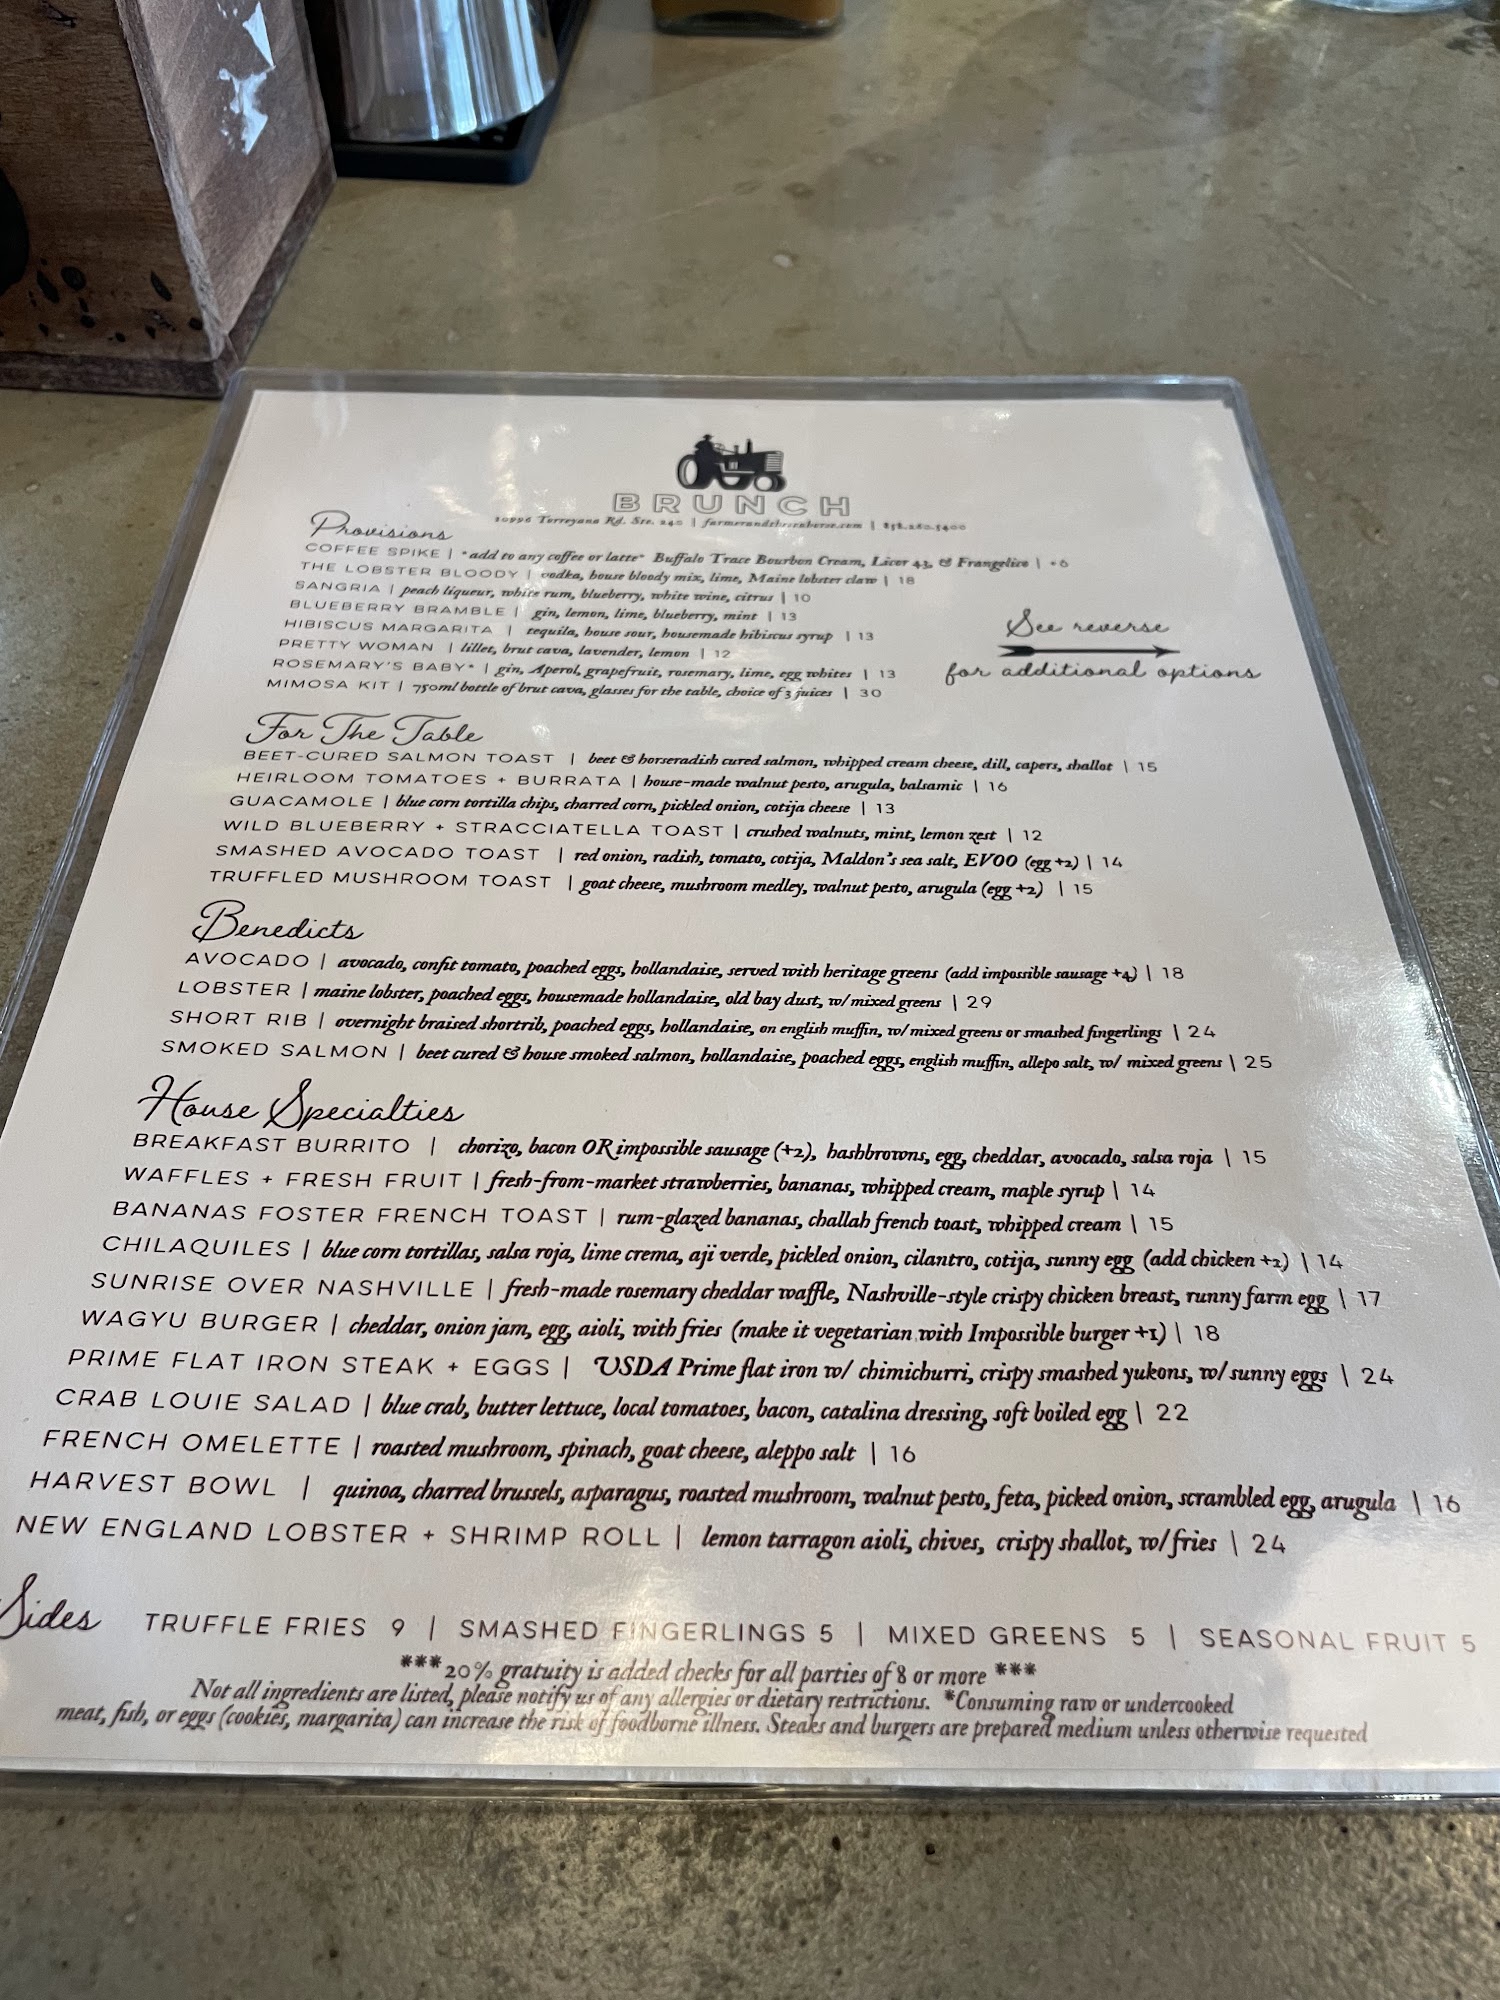 BRUNCH
10996 Torreyana Rd. Ste. 240 | farmerandtheseahorse.com | 858.260.5400
Provisions
COFFEE SPIKE | *add to any coffee or latte* Buffalo Trace Bourbon Cream, Licor 43, & Frangelico | +6
THE LOBSTER BLOODY | vodka, house bloody mix, lime, Maine lobster claw | 18
SANGRIA | peach liqueur, white rum, blueberry, white wine, citrus | 10
BLUEBERRY BRAMBLE | gin, lemon, lime, blueberry, mint | 13
HIBISCUS MARGARITA | tequila, house sour, housemade hibiscus syrup | 13
PRETTY WOMAN | lillet, brut cava, lavender, lemon | 12
ROSEMARY'S BABY* | gin, Aperol, grapefruit, rosemary, lime, egg whites | 13
MIMOSA KIT | 750ml bottle of brut cava, glasses for the table, choice of 3 juices | 30
See reverse
for additional options
For The Table
BEET-CURED SALMON TOAST | beet & horseradish cured salmon, whipped cream cheese, dill, capers, shallot | 15
HEIRLOOM TOMATOES + BURRATA | house-made walnut pesto, arugula, balsamic | 16
GUACAMOLE | blue corn tortilla chips, charred corn, pickled onion, cotija cheese | 13
WILD BLUEBERRY + STRACCIATELLA TOAST | crushed walnuts, mint, lemon zest | 12
SMASHED AVOCADO TOAST | red onion, radish, tomato, cotija, Maldon's sea salt, EVOO (egg +2) | 14
TRUFFLED MUSHROOM TOAST | goat cheese, mushroom medley, walnut pesto, arugula (egg +2) | 15
Benedicts
AVOCADO | avocado, confit tomato, poached eggs, hollandaise, served with heritage greens (add impossible sausage +4) | 18
LOBSTER | maine lobster, poached eggs, housemade hollandaise, old bay dust, w/ mixed greens | 29
SHORT RIB | overnight braised shortrib, poached eggs, hollandaise, on english muffin, w/ mixed greens or smashed fingerlings | 24
SMOKED SALMON | beet cured & house smoked salmon, hollandaise, poached eggs, english muffin, allepo salt, w/ mixed greens | 25
House Specialties
BREAKFAST BURRITO | chorizo, bacon OR impossible sausage (+2), hashbrowns, egg, cheddar, avocado, salsa roja | 15
WAFFLES + FRESH FRUIT | fresh-from-market strawberries, bananas, whipped cream, maple syrup | 14
BANANAS FOSTER FRENCH TOAST | rum-glazed bananas, challah french toast, whipped cream | 15
CHILAQUILES | blue corn tortillas, salsa roja, lime crema, aji verde, pickled onion, cilantro, cotija, sunny egg (add chicken +2) | 14
SUNRISE OVER NASHVILLE | fresh-made rosemary cheddar waffle, Nashville-style crispy chicken breast, runny farm egg | 17
WAGYU BURGER | cheddar, onion jam, egg, aioli, with fries (make it vegetarian with Impossible burger +1) | 18
PRIME FLAT IRON STEAK + EGGS | USDA Prime flat iron w/ chimichurri, crispy smashed yukons, w/ sunny eggs | 24
CRAB LOUIE SALAD | blue crab, butter lettuce, local tomatoes, bacon, catalina dressing, soft boiled egg | 22
FRENCH OMELETTE | roasted mushroom, spinach, goat cheese, aleppo salt | 16
HARVEST BOWL | quinoa, charred brussels, asparagus, roasted mushroom, walnut pesto, feta, picked onion, scrambled egg, arugula | 16
NEW ENGLAND LOBSTER + SHRIMP ROLL | lemon tarragon aioli, chives, crispy shallot, w/ fries | 24
Sides TRUFFLE FRIES 9 | SMASHED FINGERLINGS 5 | MIXED GREENS 5 | SEASONAL FRUIT 5
***20% gratuity is added checks for all parties of 8 or more ***
Not all ingredients are listed, please notify us of any allergies or dietary restrictions. *Consuming raw or undercooked
meat, fish, or eggs (cookies, margarita) can increase the risk of foodborne illness. Steaks and burgers are prepared medium unless otherwise requested